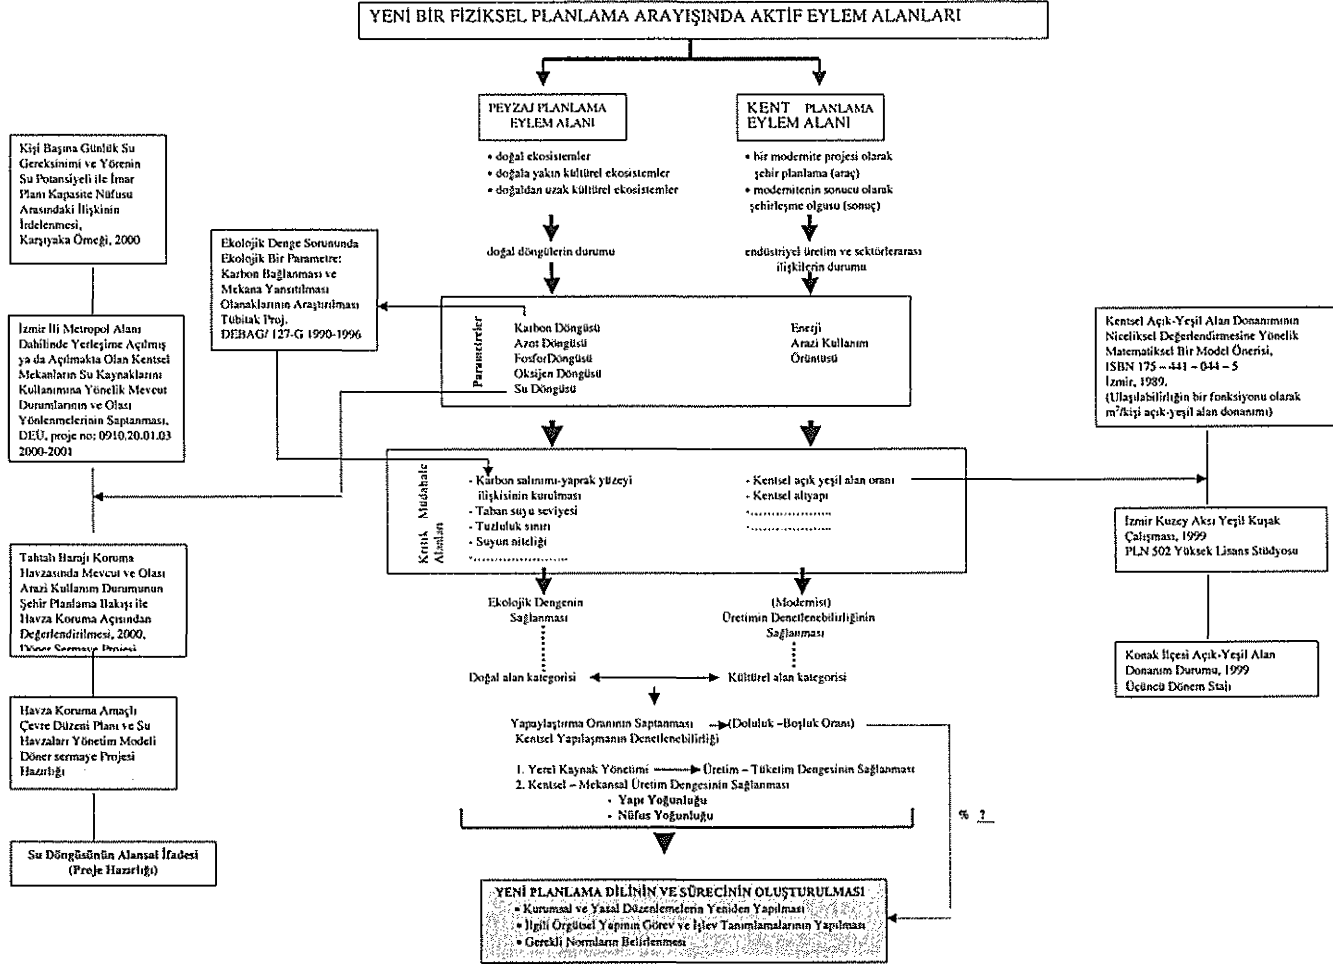 YENİ BİR FİZİKSEL PLANLAMA ARAYIŞINDA AKTİF EYLEM ALANLARI
PEYZAJ PLANLAMA
EYLEM ALANI
KENT PLANLAMA
EYLEM ALANI
• doğal ekosistemler
• doğala yakın kültürel ekosistemler
• doğaldan uzak kültürel ekosistemler
• bir modernite projesi olarak
şehir planlama (araç)
• modernitenin sonucu olarak
şehirleşme olgusu (sonuç)
doğal döngülerin durumu
endüstriyel üretim ve sektörlerarası
ilişkilerin durumu
Kişi Başına Günlük Su
Gereksinimi ve Yörenin
Su Potansiyeli ile İmar
Planı Kapasite Nüfusu
Arasındaki İlişkinin
İrdelenmesi,
Karşıyaka Örneği, 2000
Ekolojik Denge Sorununda
Ekolojik Bir Parametre:
Karbon Bağlanması ve
Mekana Yansıtılması
Olanaklarının Araştırılması
Tübitak Proj.
DEBAG/ 127-G 1990-1996
İzmir İli Metropol Alanı
Dahilinde Yerleşime Açılmış
ya da Açılmakta Olan Kentsel
Mekanların Su Kaynaklarını
Kullanımına Yönelik Mevcut
Durumlarının ve Olası
Yönlenmelerinin Saptanması,
DEÜ, proje no: 0910.20.01.03
2000-2001
Parametreler
Karbon Döngüsü
Azot Döngüsü
FosforDöngüsü
Oksijen Döngüsü
Su Döngüsü
Enerji
Arazi Kullanım
Örüntüsü
Kentsel Açık-Yeşil Alan Donanımının
Niceliksel Değerlendirmesine Yönelik
Matematiksel Bir Model Önerisi,
ISBN 175 – 441 – 044 – 5
İzmir, 1989.
(Ulaşılabilirliğin bir fonksiyonu olarak
m²/kişi açık-yeşil alan donanımı)
Kritik Müdahale
Alanları
- Karbon salınımı-yaprak yüzeyi
ilişkisinin kurulması
- Taban suyu seviyesi
- Tuzluluk sınırı
- Suyun niteliği
- ........................
- Kentsel açık yeşil alan oranı
- Kentsel altyapı
- ........................
- ........................
İzmir Kuzey Aksı Yeşil Kuşak
Çalışması, 1999
PLN 502 Yüksek Lisans Stüdyosu
Tahtalı Barajı Koruma
Havzasında Mevcut ve Olası
Arazi Kullanım Durumunun
Şehir Planlama Bakışı ile
Havza Koruma Açısından
Değerlendirilmesi, 2000,
Döner Sermaye Projesi
Ekolojik Dengenin
Sağlanması
(Modernist)
Üretimin Denetlenebilirliğinin
Sağlanması
Konak İlçesi Açık-Yeşil Alan
Donanım Durumu, 1999
Üçüncü Dönem Stajı
Doğal alan kategorisi
Kültürel alan kategorisi
Havza Koruma Amaçlı
Çevre Düzeni Planı ve Su
Havzaları Yönetim Modeli
Döner sermaye Projesi
Hazırlığı
Yapaylaştırma Oranının Saptanması (Doluluk –Boşluk Oranı)
Kentsel Yapılaşmanın Denetlenebilirliği
1. Yerel Kaynak Yönetimi Üretim – Tüketim Dengesinin Sağlanması
2. Kentsel – Mekansal Üretim Dengesinin Sağlanması
- Yapı Yoğunluğu
- Nüfus Yoğunluğu
% ?
Su Döngüsünün Alansal İfadesi
(Proje Hazırlığı)
YENİ PLANLAMA DİLİNİN VE SÜRECİNİN OLUŞTURULMASI
• Kurumsal ve Yasal Düzenlemelerin Yeniden Yapılması
• İlgili Örgütsel Yapının Görev ve İşlev Tanımlamalarının Yapılması
• Gerekli Normların Belirlenmesi